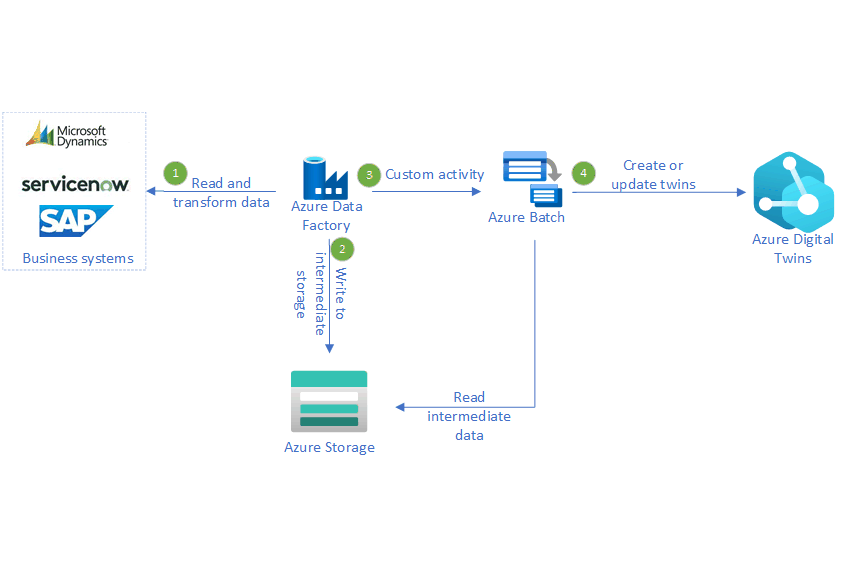 Microsoft
Dynamics
servicenow
SAP
Business systems
1
Read and
transform data
Azure Data
Factory
2
Write to
intermediate
storage
3
Custom activity
Azure Batch
4
Create or
update twins
Azure Digital
Twins
Read
intermediate
data
Azure Storage